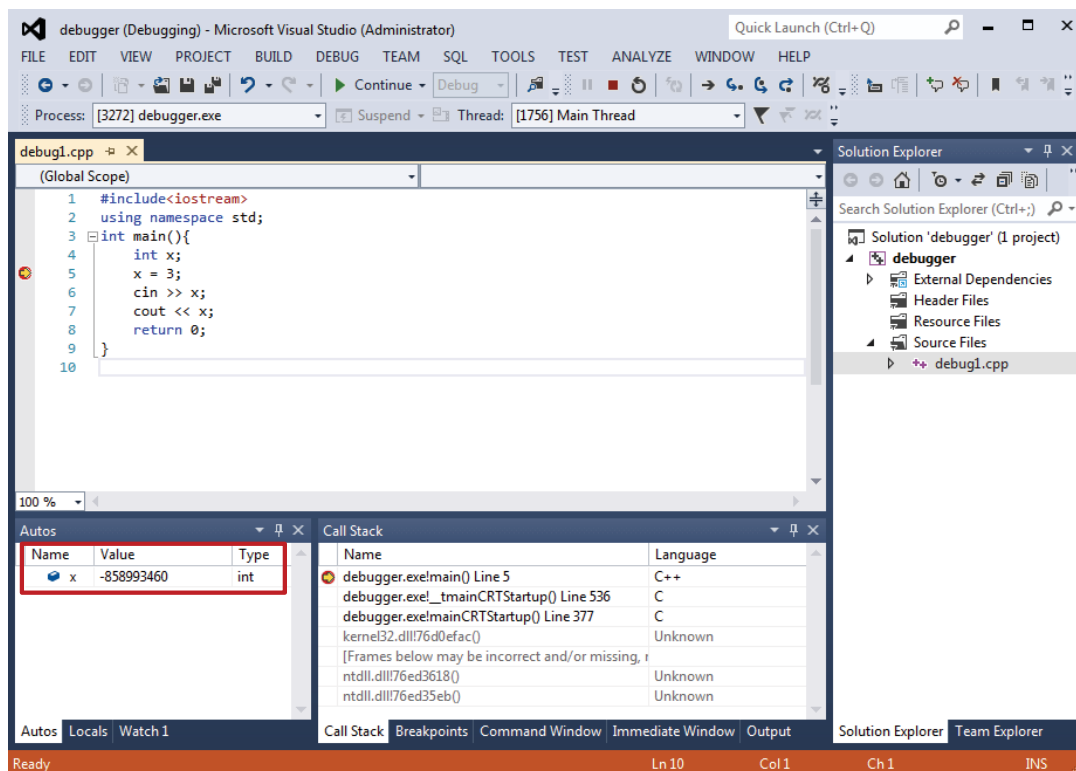 debugger (Debugging) - Microsoft Visual Studio (Administrator)
Quick Launch (Ctrl+Q)
FILE EDIT VIEW PROJECT BUILD DEBUG TEAM SQL TOOLS TEST ANALYZE WINDOW HELP
Continue Debug
Process: [3272] debugger.exe Suspend Thread: [1756] Main Thread
debug1.cpp
(Global Scope)
1 #include<iostream>
2 using namespace std;
3 int main(){
4 int x;
5 x = 3;
6 cin >> x;
7 cout << x;
8 return 0;
9 }
10
100 %
Solution Explorer
Search Solution Explorer (Ctrl+;)
Solution 'debugger' (1 project)
debugger
External Dependencies
Header Files
Resource Files
Source Files
debug1.cpp
Autos
Name Value Type
x -858993460 int
Call Stack
Name Language
debugger.exe!main() Line 5 C++
debugger.exe!__tmainCRTStartup() Line 536 C
debugger.exe!mainCRTStartup() Line 377 C
kernel32.dll!76d0efac() Unknown
[Frames below may be incorrect and/or missing,
ntdll.dll!76ed3618() Unknown
ntdll.dll!76ed35eb() Unknown
Autos Locals Watch 1
Call Stack Breakpoints Command Window Immediate Window Output
Solution Explorer Team Explorer
Ready Ln 10 Col 1 Ch 1 INS